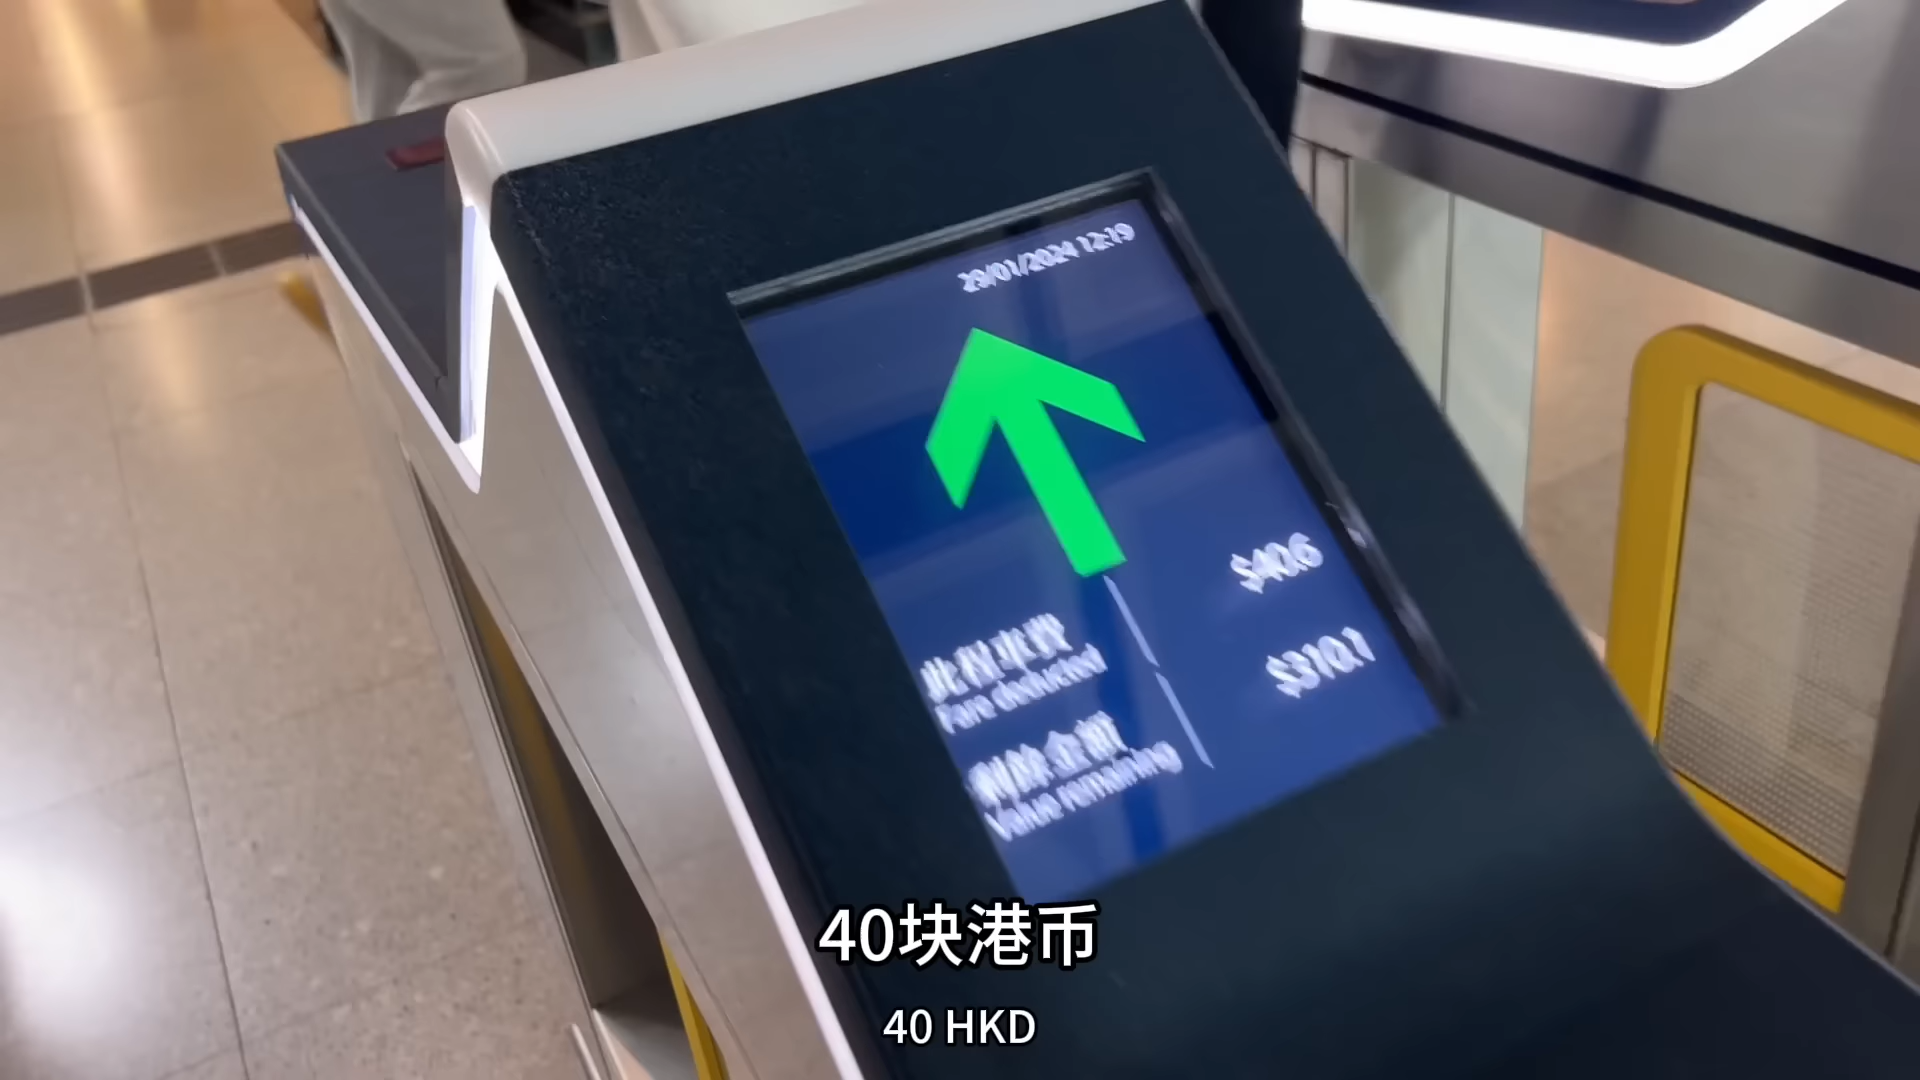 29/01/2024 12:19
$40.6
此程收費
Fare deducted
$310.1
剩餘金額
Value remaining
40块港币
40 HKD